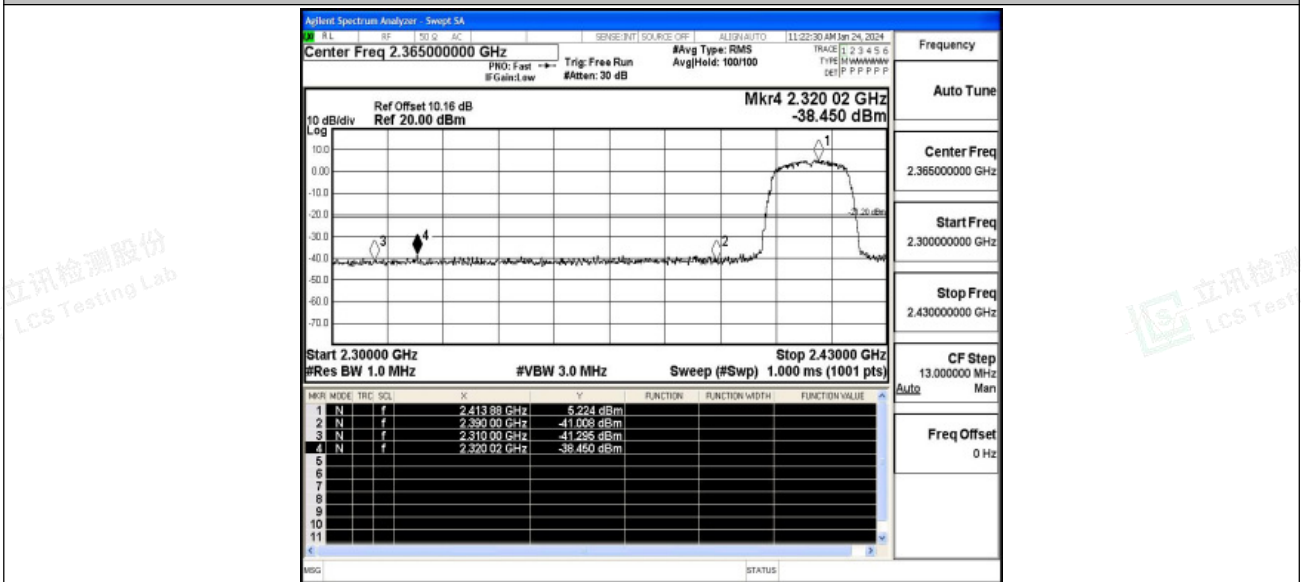 Agilent Spectrum Analyzer - Swept SA
RL RF 50 Ω AC SENSE:INT SOURCE OFF ALIGN AUTO 11:22:30 AM Jan 24, 2024
Center Freq 2.365000000 GHz
PNO: Fast
IFGain:Low
Trig: Free Run
#Atten: 30 dB
#Avg Type: RMS
Avg|Hold: 100/100
TRACE 1 2 3 4 5 6
TYPE M WWWWW
DET P P P P P P
Frequency
Auto Tune
Mkr4 2.320 02 GHz
-38.450 dBm
Ref Offset 10.16 dB
10 dB/div Ref 20.00 dBm
Log
10.0
0.00
-10.0
-20.0
-30.0
-40.0
-50.0
-60.0
-70.0
1
2
3
4
Center Freq
2.365000000 GHz
Start Freq
2.300000000 GHz
Stop Freq
2.430000000 GHz
CF Step
13.000000 MHz
Auto Man
Freq Offset
0 Hz
Start 2.30000 GHz Stop 2.43000 GHz
#Res BW 1.0 MHz #VBW 3.0 MHz Sweep (#Swp) 1.000 ms (1001 pts)
MKR MODE TRC SCL X Y FUNCTION FUNCTION WIDTH FUNCTION VALUE
1 N f 2.413 88 GHz 5.224 dBm
2 N f 2.390 00 GHz -41.008 dBm
3 N f 2.310 00 GHz -41.295 dBm
4 N f 2.320 02 GHz -38.450 dBm
5
6
7
8
9
10
11
MSG STATUS
立讯检测股份
LCS Testing Lab
立讯检测
LCS Testi